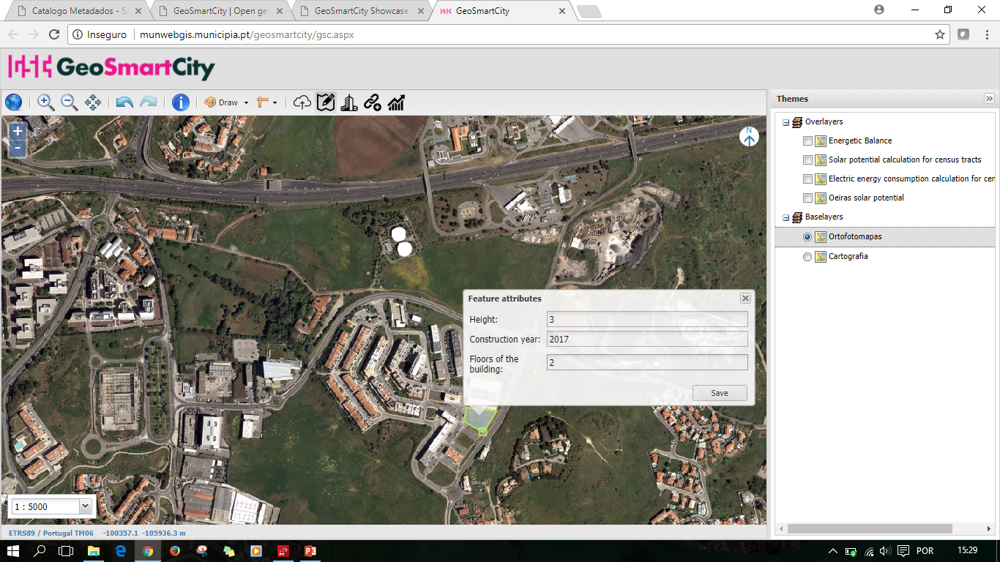 Catalogo Metadados - SA
GeoSmartCity | Open geo
GeoSmartCity Showcase
GeoSmartCity
Inseguro
munwebgis.municipia.pt/geosmartcity/gsc.aspx
GeoSmartCity
Draw
Themes
Overlayers
Energetic Balance
Solar potential calculation for census tracts
Electric energy consumption calculation for cen
Oeiras solar potential
Baselayers
Ortofotomapas
Cartografia
+
-
N
Feature attributes
Height: 3
Construction year: 2017
Floors of the
building: 2
Save
1 : 5000
ETRS89 / Portugal TM06 -100357.1 -105936.3 m
POR
15:29